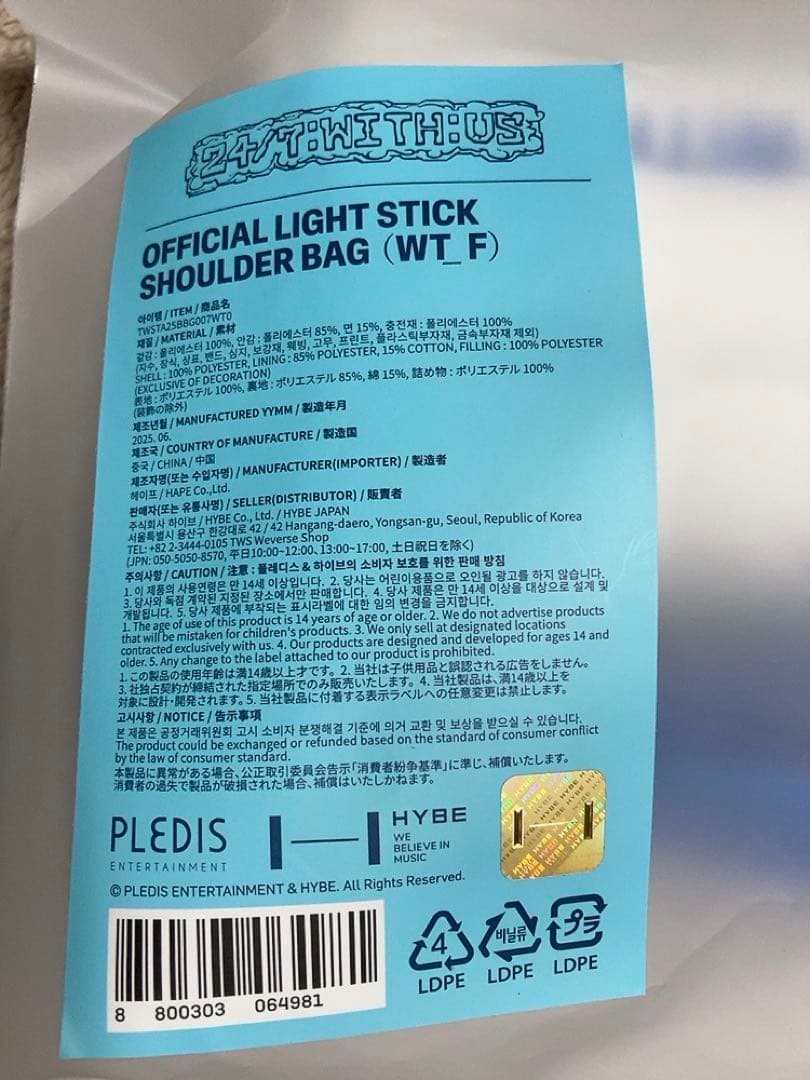 24/7:WITH:US
OFFICIAL LIGHT STICK
SHOULDER BAG (WT_F)
아이템 / ITEM / 商品名
TWSTA25BBG007WT0
재질 / MATERIAL / 素材
겉감 : 폴리에스터 100%, 안감 : 폴리에스터 85%, 면 15%, 충전재 : 폴리에스터 100%
(자수, 장식, 상표, 밴드, 심지, 보강재, 웨빙, 고무, 프린트, 플라스틱부자재, 금속부자재 제외)
SHELL : 100% POLYESTER, LINING : 85% POLYESTER, 15% COTTON, FILLING : 100% POLYESTER
(EXCLUSIVE OF DECORATION)
表地 : ポリエステル 100%, 裏地 : ポリエステル 85%, 綿 15%, 詰め物 : ポリエステル 100%
(装飾の除外)
제조년월 / MANUFACTURED YYMM / 製造年月
2025. 06.
제조국 / COUNTRY OF MANUFACTURE / 製造国
중국 / CHINA / 中国
제조자명(또는 수입자명) / MANUFACTURER(IMPORTER) / 製造者
헤이프 / HAPE Co.,Ltd.
판매자(또는 유통사명) / SELLER(DISTRIBUTOR) / 販賣者
주식회사 하이브 / HYBE Co., Ltd. / HYBE JAPAN
서울특별시 용산구 한강대로 42 / 42 Hangang-daero, Yongsan-gu, Seoul, Republic of Korea
TEL: +82 2-3444-0105 TWS Weverse Shop
(JPN: 050-5050-8570, 平日10:00~12:00、13:00~17:00, 土日祝日を除く)
주의사항 / CAUTION / 注意 : 플레디스 & 하이브의 소비자 보호를 위한 판매 방침
1. 이 제품의 사용연령은 만 14세 이상입니다. 2. 당사는 어린이용품으로 오인될 광고를 하지 않습니다.
3. 당사와 독점 계약된 지정된 장소에서만 판매합니다. 4. 당사 제품은 만 14세 이상을 대상으로 설계 및
개발됩니다. 5. 당사 제품에 부착되는 표시라벨에 대한 임의 변경을 금지합니다.
1. The age of use of this product is 14 years of age or older. 2. We do not advertise products
that will be mistaken for children's products. 3. We only sell at designated locations
contracted exclusively with us. 4. Our products are designed and developed for ages 14 and
older. 5. Any change to the label attached to our product is prohibited.
1. この製品の使用年齢は満14歳以上才です。 2. 当社は子供用品と誤認される広告をしません。
3. 社独占契約が締結された指定場所でのみ販売いたします。 4. 当社製品は、満14歳以上を
対象に設計·開発されます。 5. 当社製品に付着する表示ラベルへの任意変更は禁止します。
고시사항 / NOTICE / 告示事項
본 제품은 공정거래위원회 고시 소비자 분쟁해결 기준에 의거 교환 및 보상을 받으실 수 있습니다.
The product could be exchanged or refunded based on the standard of consumer conflict
by the law of consumer standard.
本製品に異常がある場合、公正取引委員会告示「消費者紛争基準」に準じ、補償いたします。
消費者の過失で製品が破損された場合、補償はいたしかねます。
PLEDIS
ENTERTAINMENT
HYBE
WE
BELIEVE IN
MUSIC
© PLEDIS ENTERTAINMENT & HYBE. All Rights Reserved.
8 800303 064981
4
LDPE
비닐류
LDPE
プラ
LDPE